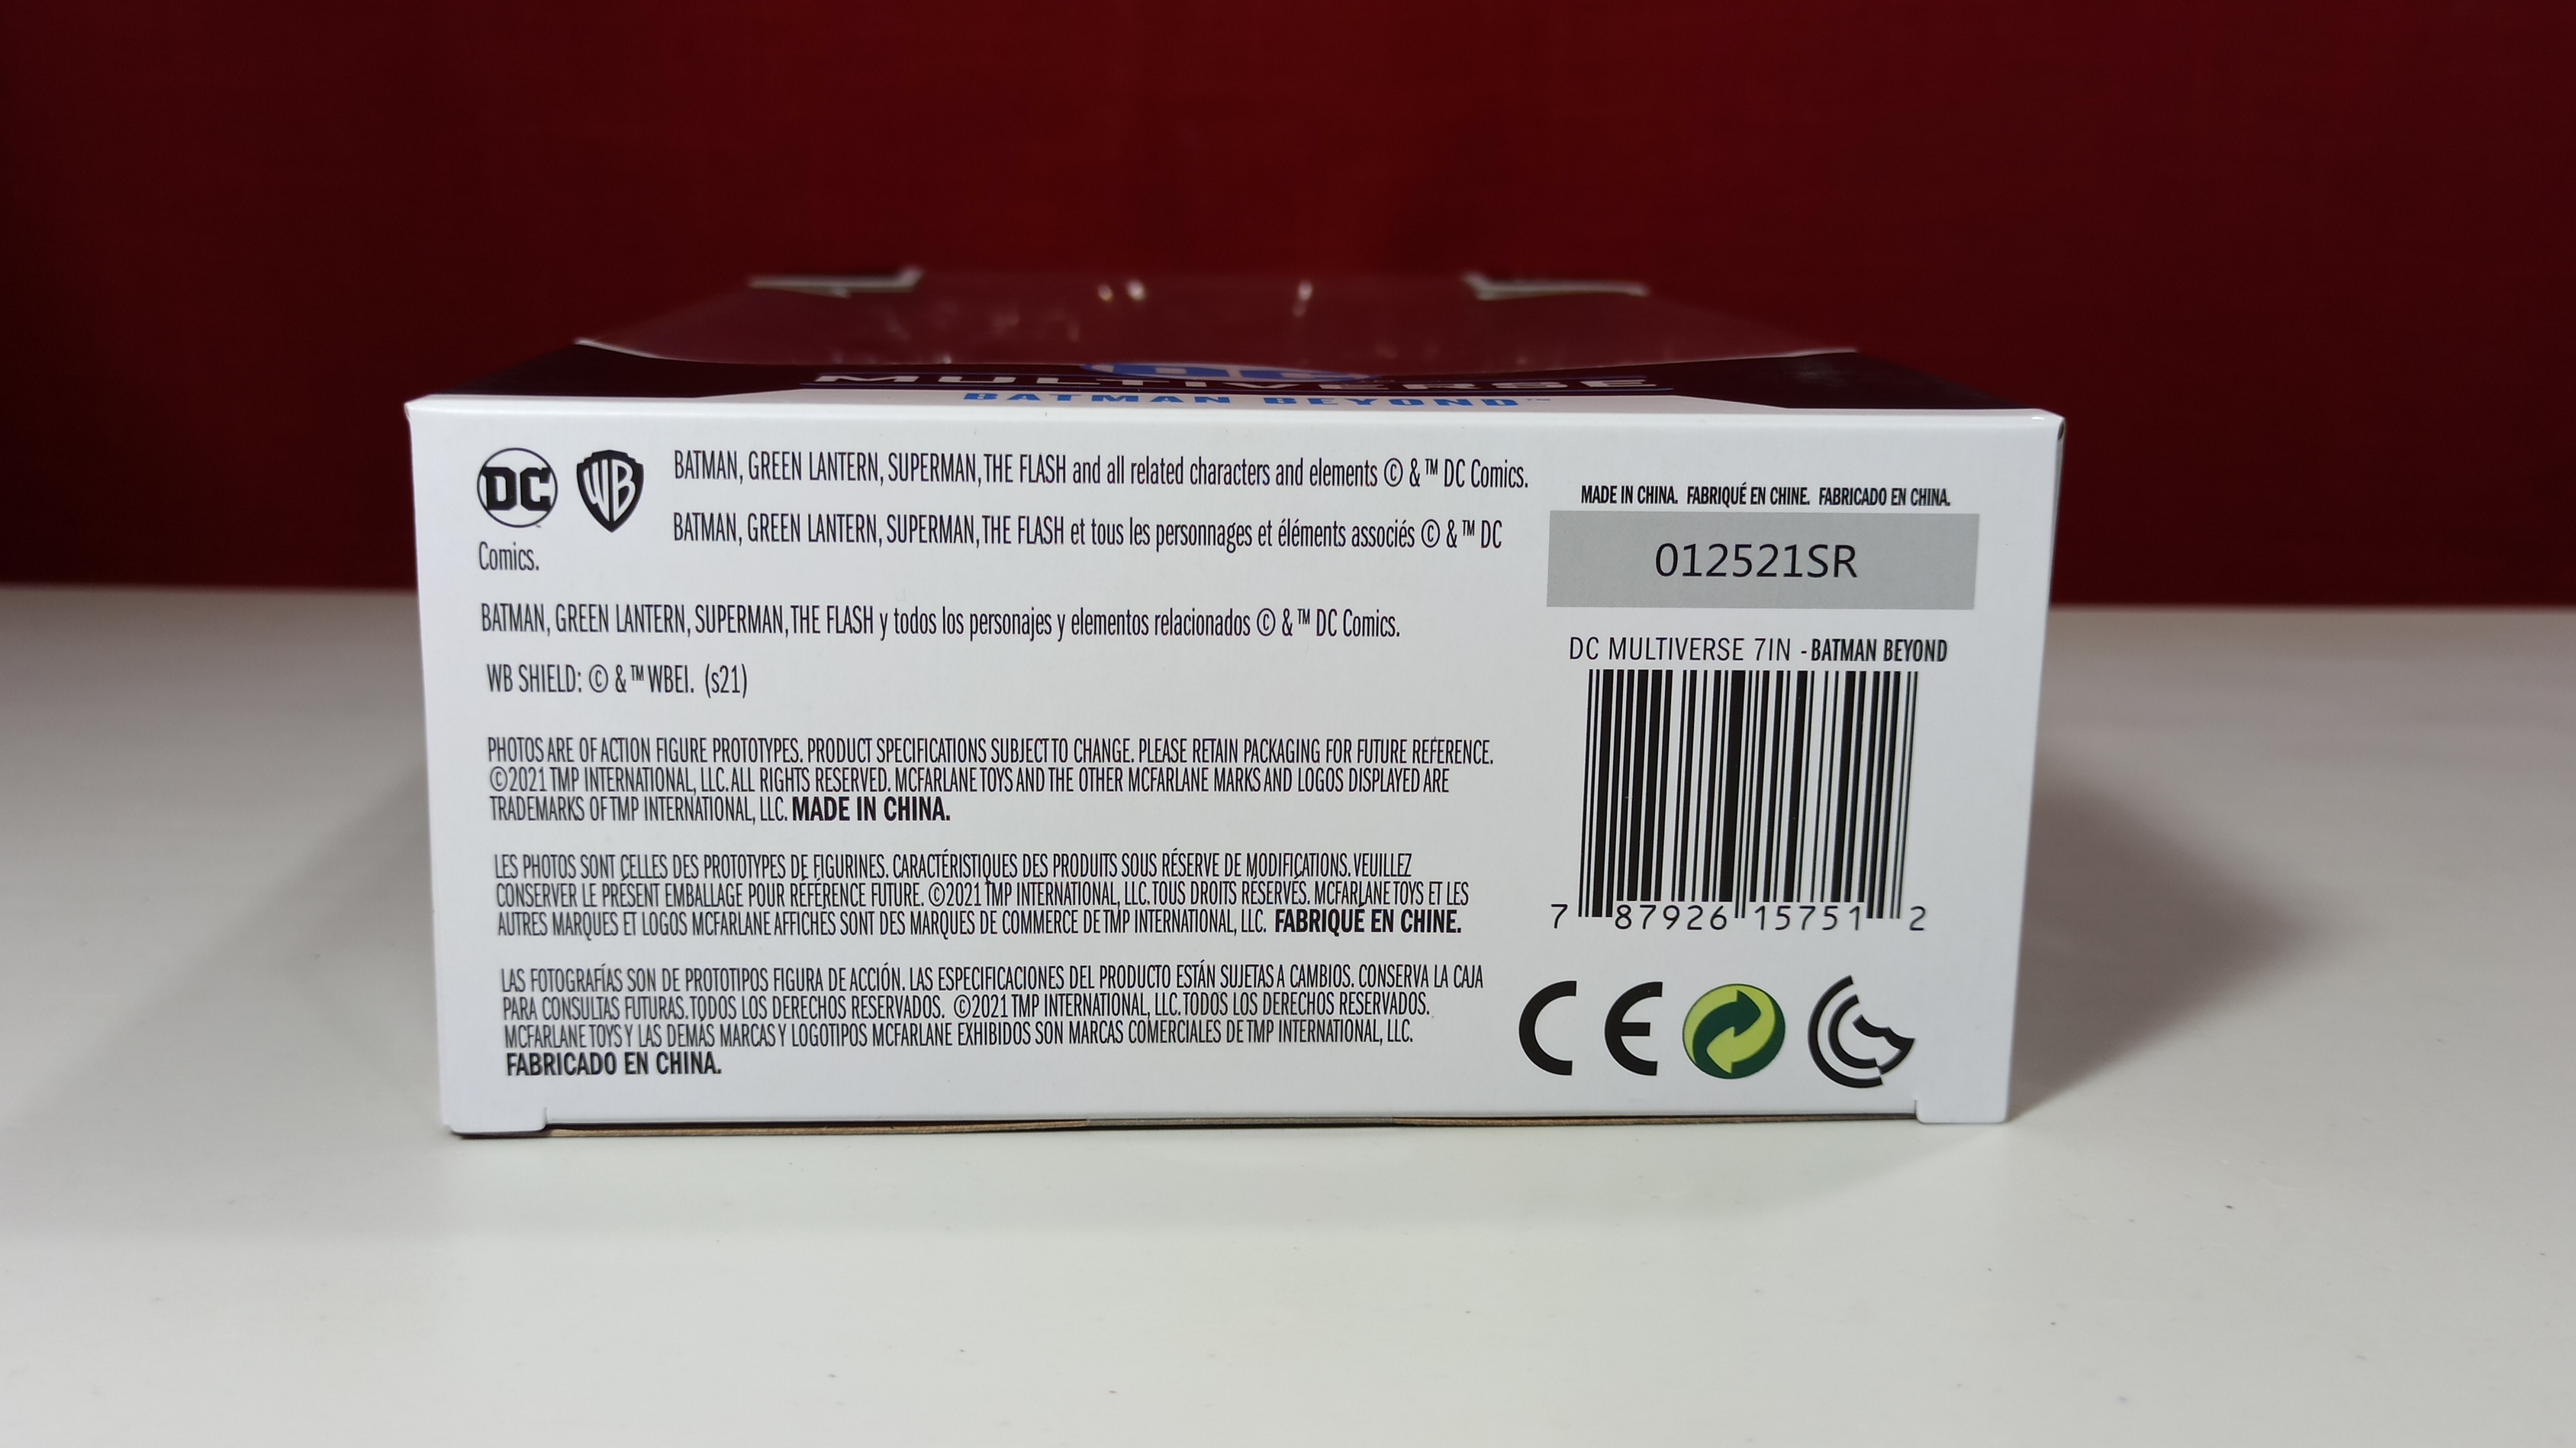 DC
MULTIVERSE
BATMAN BEYOND™
DC WB BATMAN, GREEN LANTERN, SUPERMAN, THE FLASH and all related characters and elements © & ™ DC Comics.
BATMAN, GREEN LANTERN, SUPERMAN, THE FLASH et tous les personnages et éléments associés © & ™ DC
Comics.
BATMAN, GREEN LANTERN, SUPERMAN, THE FLASH y todos los personajes y elementos relacionados © & ™ DC Comics.
WB SHIELD: © & ™ WBEI. (s21)
PHOTOS ARE OF ACTION FIGURE PROTOTYPES. PRODUCT SPECIFICATIONS SUBJECT TO CHANGE. PLEASE RETAIN PACKAGING FOR FUTURE REFERENCE.
©2021 TMP INTERNATIONAL, LLC. ALL RIGHTS RESERVED. MCFARLANE TOYS AND THE OTHER MCFARLANE MARKS AND LOGOS DISPLAYED ARE
TRADEMARKS OF TMP INTERNATIONAL, LLC. MADE IN CHINA.
LES PHOTOS SONT CELLES DES PROTOTYPES DE FIGURINES. CARACTÉRISTIQUES DES PRODUITS SOUS RÉSERVE DE MODIFICATIONS. VEUILLEZ
CONSERVER LE PRÉSENT EMBALLAGE POUR RÉFÉRENCE FUTURE. ©2021 TMP INTERNATIONAL, LLC. TOUS DROITS RÉSERVÉS. MCFARLANE TOYS ET LES
AUTRES MARQUES ET LOGOS MCFARLANE AFFICHÉS SONT DES MARQUES DE COMMERCE DE TMP INTERNATIONAL, LLC. FABRIQUÉ EN CHINE.
LAS FOTOGRAFÍAS SON DE PROTOTIPOS FIGURA DE ACCIÓN. LAS ESPECIFICACIONES DEL PRODUCTO ESTÁN SUJETAS A CAMBIOS. CONSERVA LA CAJA
PARA CONSULTAS FUTURAS. TODOS LOS DERECHOS RESERVADOS. ©2021 TMP INTERNATIONAL, LLC. TODOS LOS DERECHOS RESERVADOS.
MCFARLANE TOYS Y LAS DEMÁS MARCAS Y LOGOTIPOS MCFARLANE EXHIBIDOS SON MARCAS COMERCIALES DE TMP INTERNATIONAL, LLC.
FABRICADO EN CHINA.
MADE IN CHINA. FABRIQUÉ EN CHINE. FABRICADO EN CHINA.
012521SR
DC MULTIVERSE 7IN - BATMAN BEYOND
7 87926 15751 2
CE